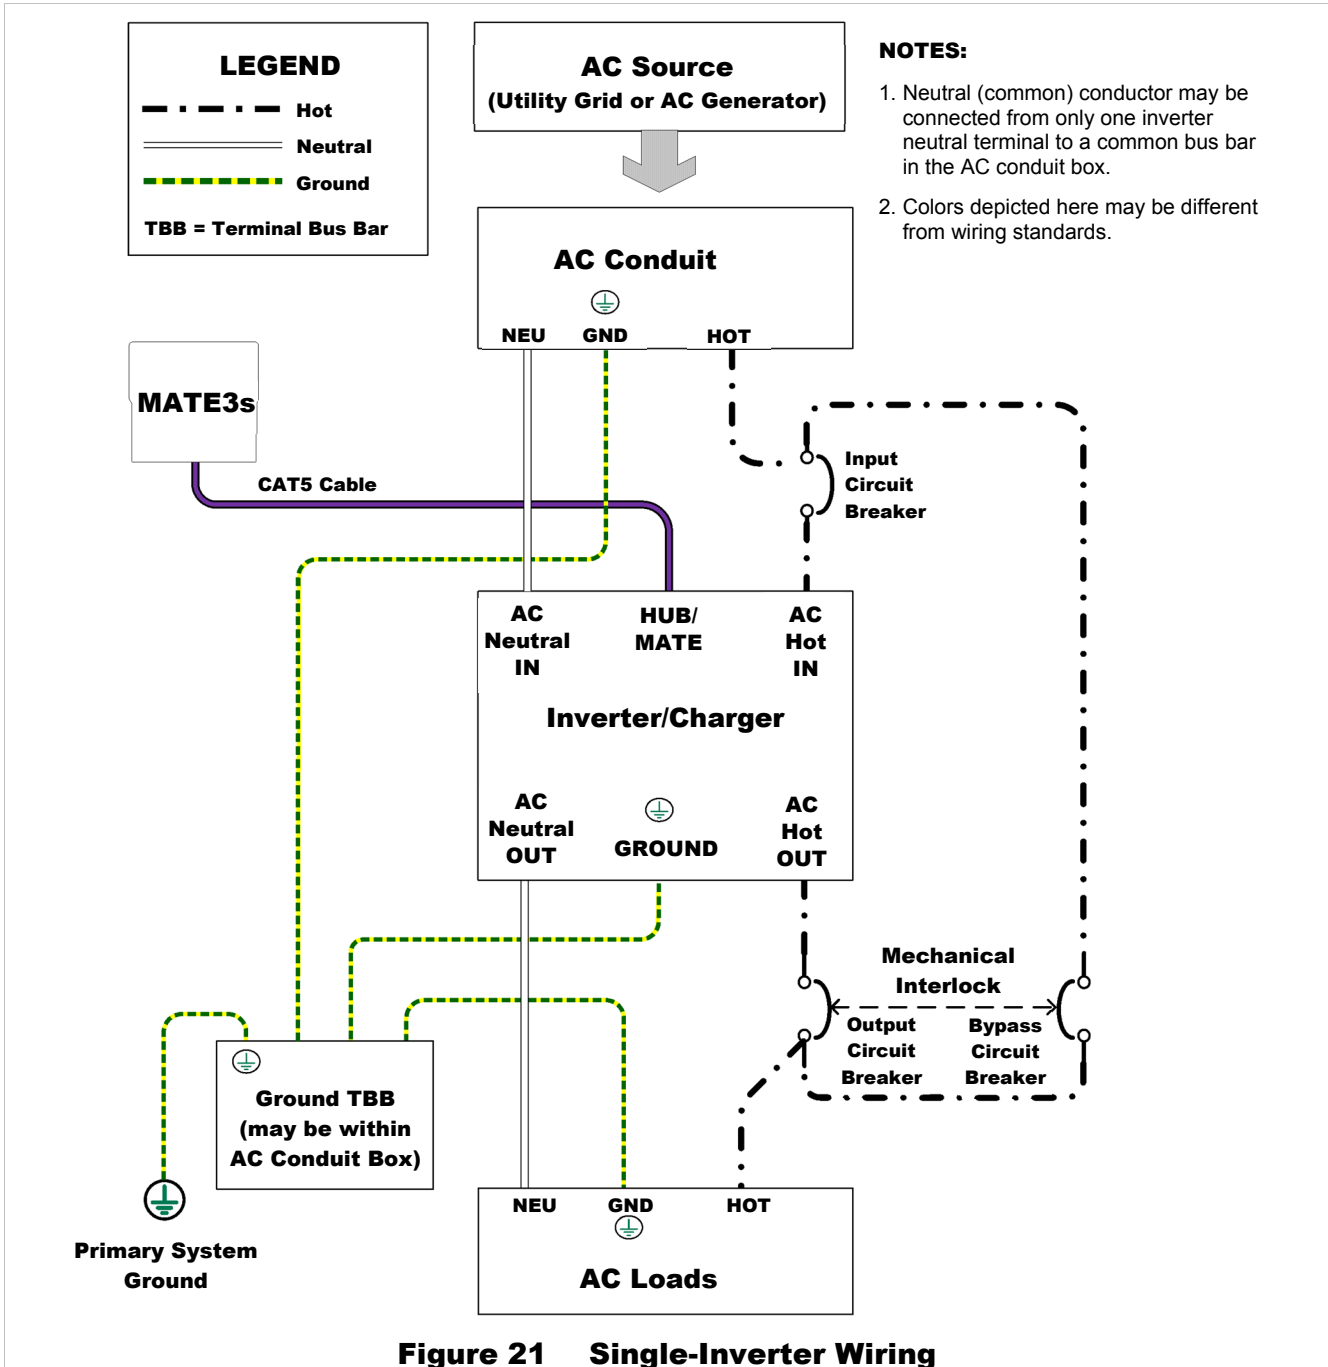 LEGEND
Hot
Neutral
Ground
TBB = Terminal Bus Bar
AC Source
(Utility Grid or AC Generator)
NOTES:
1. Neutral (common) conductor may be
connected from only one inverter
neutral terminal to a common bus bar
in the AC conduit box.
2. Colors depicted here may be different
from wiring standards.
AC Conduit
NEU GND HOT
MATE3s
CAT5 Cable
Input
Circuit
Breaker
AC
Neutral
IN
HUB/
MATE
AC
Hot
IN
Inverter/Charger
AC
Neutral
OUT
GROUND
AC
Hot
OUT
Mechanical
Interlock
Output
Circuit
Breaker
Bypass
Circuit
Breaker
Ground TBB
(may be within
AC Conduit Box)
Primary System
Ground
NEU GND HOT
AC Loads
Figure 21 Single-Inverter Wiring